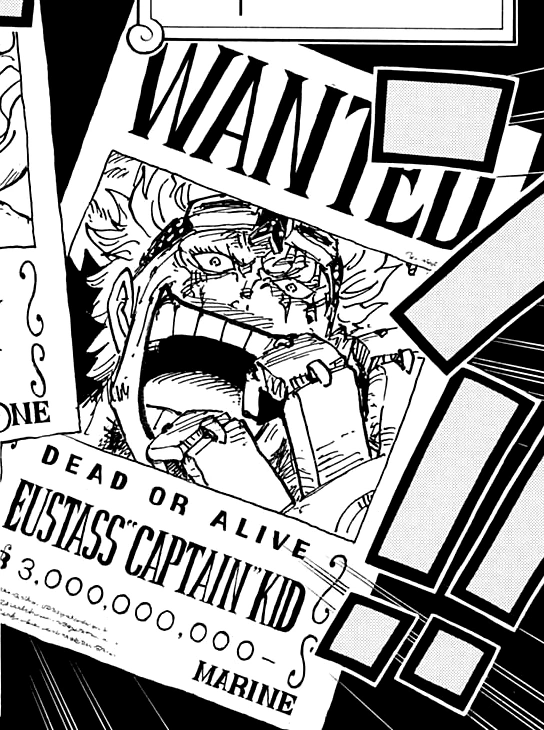 WANTED
DEAD OR ALIVE
EUSTASS"CAPTAIN"KID
฿3,000,000,000–
MARINE
ONE